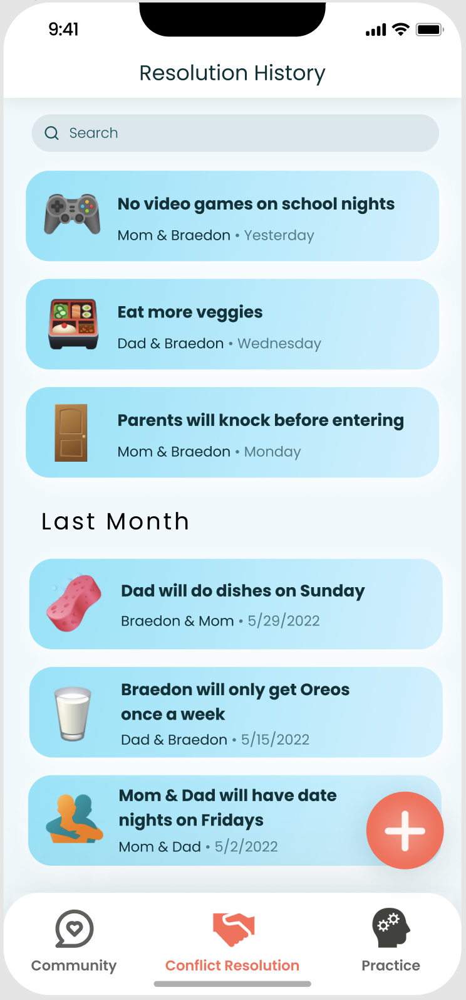 9:41
Resolution History
Search
No video games on school nights
Mom & Braedon • Yesterday
Eat more veggies
Dad & Braedon • Wednesday
Parents will knock before entering
Mom & Braedon • Monday
Last Month
Dad will do dishes on Sunday
Braedon & Mom • 5/29/2022
Braedon will only get Oreos
once a week
Dad & Braedon • 5/15/2022
Mom & Dad will have date
nights on Fridays
Mom & Dad • 5/2/2022
Community
Conflict Resolution
Practice